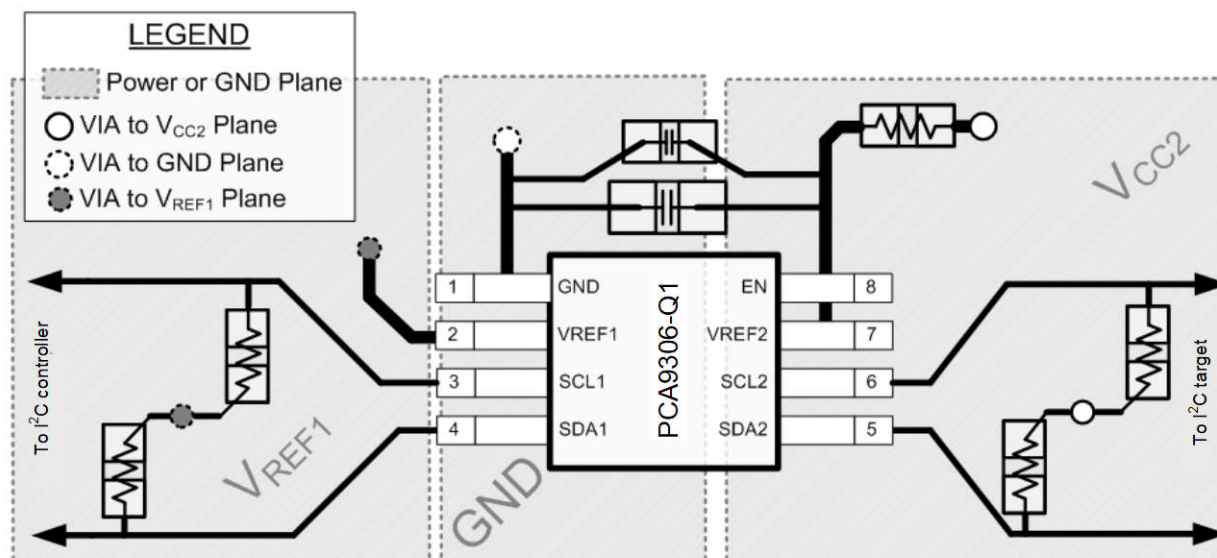 LEGEND
Power or GND Plane
VIA to VCC2 Plane
VIA to GND Plane
VIA to VREF1 Plane
VCC2
1 GND EN 8
2 VREF1 VREF2 7
3 SCL1 SCL2 6
4 SDA1 SDA2 5
PCA9306-Q1
To I²C controller
To I²C target
VREF1
GND